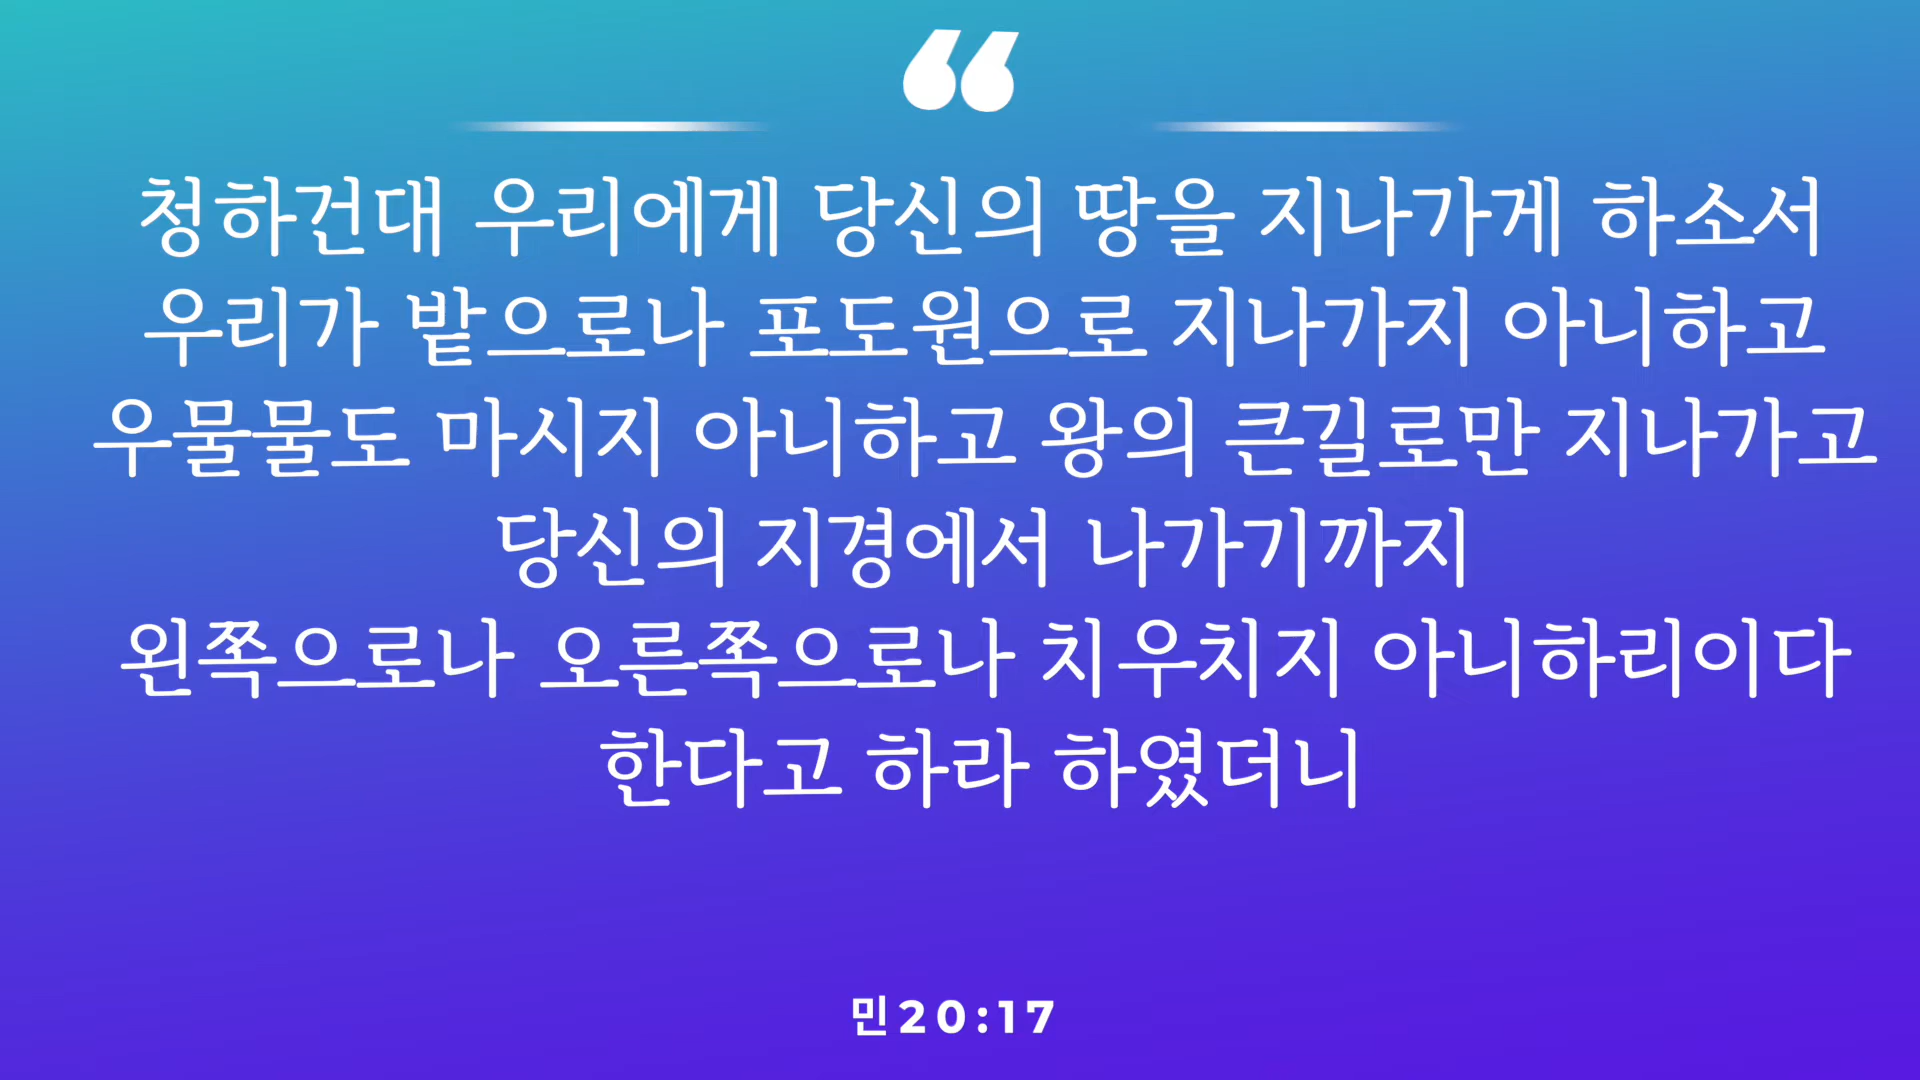 “
청하건대 우리에게 당신의 땅을 지나가게 하소서
우리가 밭으로나 포도원으로 지나가지 아니하고
우물물도 마시지 아니하고 왕의 큰길로만 지나가고
당신의 지경에서 나가기까지
왼쪽으로나 오른쪽으로나 치우치지 아니하리이다
한다고 하라 하였더니
민20:17